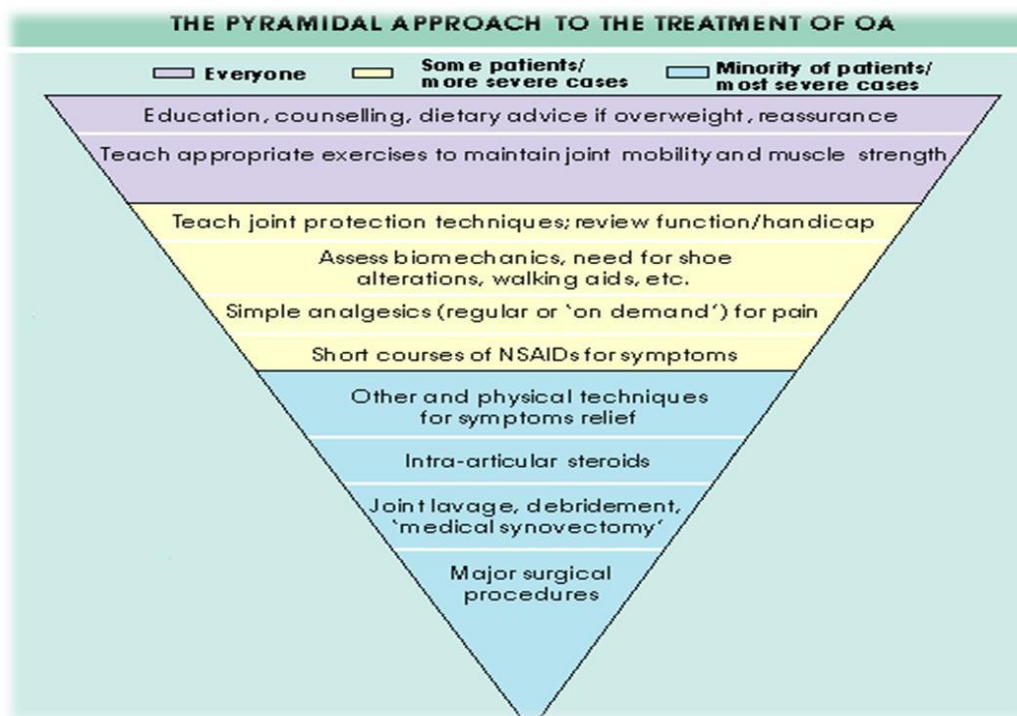 THE PYRAMIDAL APPROACH TO THE TREATMENT OF OA
Everyone
Some patients/
more severe cases
Minority of patients/
most severe cases
Education, counselling, dietary advice if overweight, reassurance
Teach appropriate exercises to maintain joint mobility and muscle strength
Teach joint protection techniques; review function/handicap
Assess biomechanics, need for shoe
alterations, walking aids, etc.
Simple analgesics (regular or 'on demand') for pain
Short courses of NSAIDs for symptoms
Other and physical techniques
for symptoms relief
Intra-articular steroids
Joint lavage, debridement,
'medical synovectomy'
Major surgical
procedures